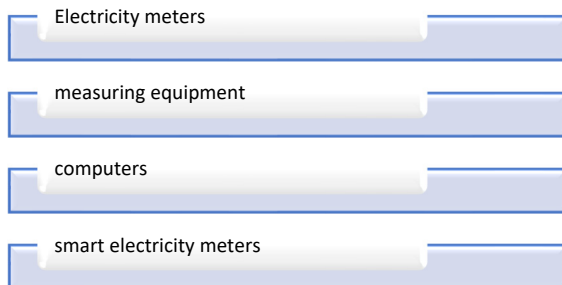 Electricity meters
measuring equipment
computers
smart electricity meters